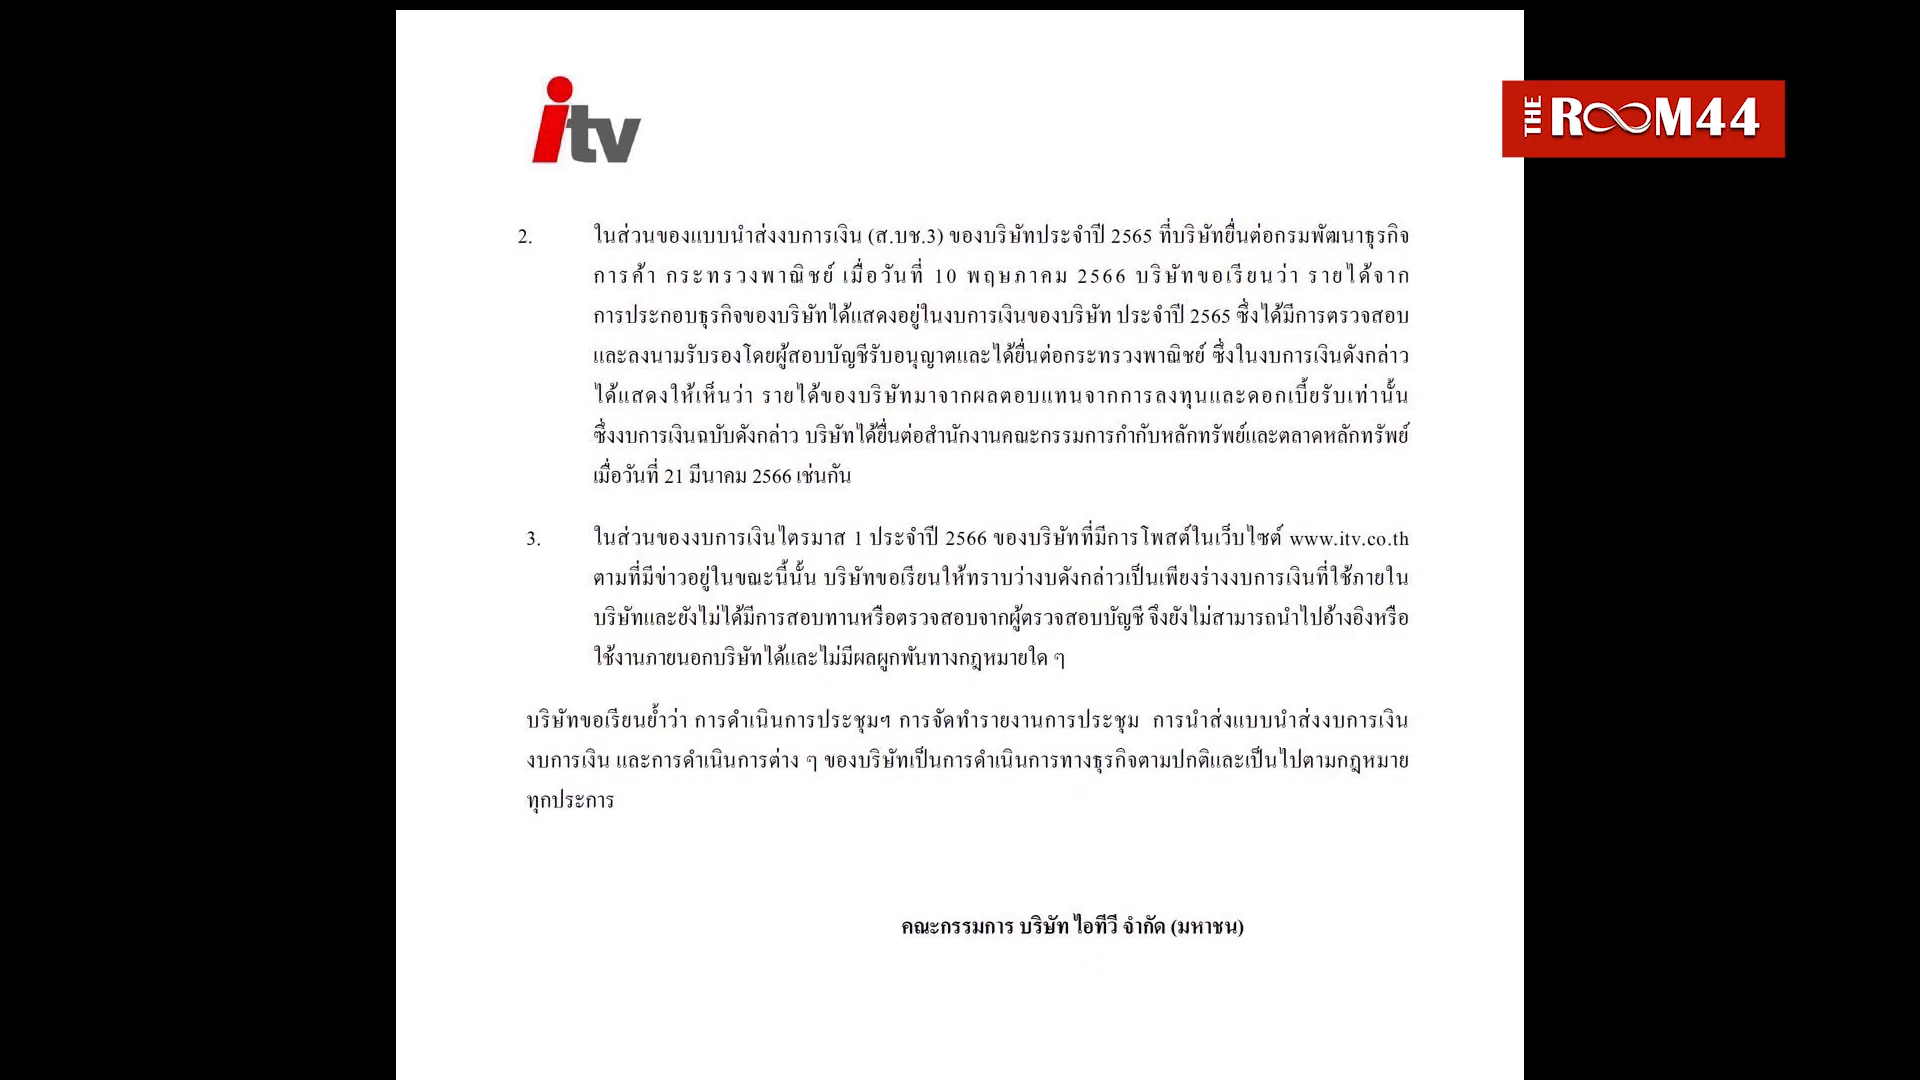 itv
THE ROOM44
2. ในส่วนของแบบนำส่งงบการเงิน (ส.บช.3) ของบริษัทประจำปี 2565 ที่บริษัทยื่นต่อกรมพัฒนาธุรกิจ
การค้า กระทรวงพาณิชย์ เมื่อวันที่ 10 พฤษภาคม 2566 บริษัทขอเรียนว่า รายได้จาก
การประกอบธุรกิจของบริษัทได้แสดงอยู่ในงบการเงินของบริษัท ประจำปี 2565 ซึ่งได้มีการตรวจสอบ
และลงนามรับรองโดยผู้สอบบัญชีรับอนุญาตและได้ยื่นต่อกระทรวงพาณิชย์ ซึ่งในงบการเงินดังกล่าว
ได้แสดงให้เห็นว่า รายได้ของบริษัทมาจากผลตอบแทนจากการลงทุนและดอกเบี้ยรับเท่านั้น
ซึ่งงบการเงินฉบับดังกล่าว บริษัทได้ยื่นต่อสำนักงานคณะกรรมการกำกับหลักทรัพย์และตลาดหลักทรัพย์
เมื่อวันที่ 21 มีนาคม 2566 เช่นกัน
3. ในส่วนของงบการเงินไตรมาส 1 ประจำปี 2566 ของบริษัทที่มีการโพสต์ในเว็บไซต์ www.itv.co.th
ตามที่มีข่าวอยู่ในขณะนี้นั้น บริษัทขอเรียนให้ทราบว่างบดังกล่าวเป็นเพียงร่างงบการเงินที่ใช้ภายใน
บริษัทและยังไม่ได้มีการสอบทานหรือตรวจสอบจากผู้ตรวจสอบบัญชี จึงยังไม่สามารถนำไปอ้างอิงหรือ
ใช้งานภายนอกบริษัทได้และไม่มีผลผูกพันทางกฎหมายใด ๆ
บริษัทขอเรียนย้ำว่า การดำเนินการประชุมฯ การจัดทำรายงานการประชุม การนำส่งแบบนำส่งงบการเงิน
งบการเงิน และการดำเนินการต่าง ๆ ของบริษัทเป็นการดำเนินการทางธุรกิจตามปกติและเป็นไปตามกฎหมาย
ทุกประการ
คณะกรรมการ บริษัท ไอทีวี จำกัด (มหาชน)